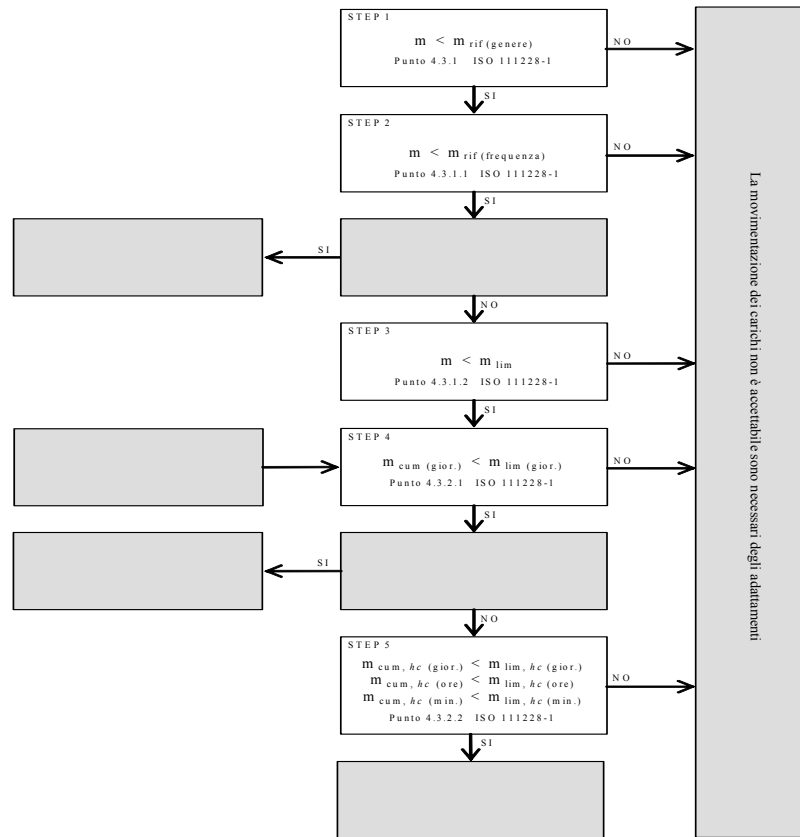 STEP 1
m < m rif (genere)
Punto 4.3.1 ISO 111228-1
NO
SI
STEP 2
m < m rif (frequenza)
Punto 4.3.1.1 ISO 111228-1
NO
SI
SI
NO
STEP 3
m < m lim
Punto 4.3.1.2 ISO 111228-1
NO
SI
STEP 4
m cum (gior.) < m lim (gior.)
Punto 4.3.2.1 ISO 111228-1
NO
SI
SI
NO
STEP 5
m cum, hc (gior.) < m lim, hc (gior.)
m cum, hc (ore) < m lim, hc (ore)
m cum, hc (min.) < m lim, hc (min.)
Punto 4.3.2.2 ISO 111228-1
NO
SI
La movimentazione dei carichi non è accettabile sono necessari degli adattamenti